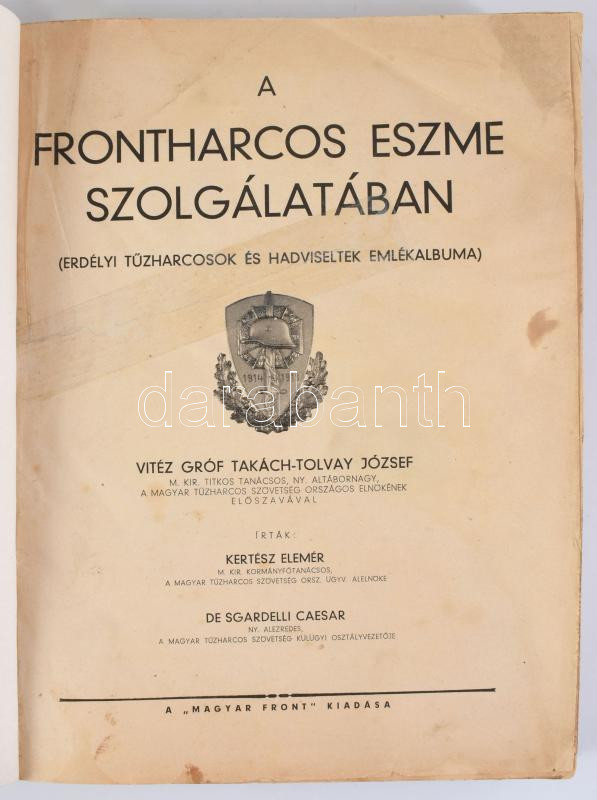 A
FRONTHARCOS ESZME
SZOLGÁLATÁBAN
(ERDÉLYI TŰZHARCOSOK ÉS HADVISELTEK EMLÉKALBUMA)
1914
darabanth
VITÉZ GRÓF TAKÁCH-TOLVAY JÓZSEF
M. KIR. TITKOS TANÁCSOS, NY. ALTÁBORNAGY,
A MAGYAR TŰZHARCOS SZÖVETSÉG ORSZÁGOS ELNÖKÉNEK
ELŐSZAVÁVAL
ÍRTÁK:
KERTÉSZ ELEMÉR
M. KIR. KORMÁNYFŐTANÁCSOS,
A MAGYAR TŰZHARCOS SZÖVETSÉG ORSZ. ÜGYV. ALELNÖKE
DE SGARDELLI CAESAR
NY. ALEZREDES,
A MAGYAR TŰZHARCOS SZÖVETSÉG KÜLÜGYI OSZTÁLYVEZETŐJE
A „MAGYAR FRONT" KIADÁSA